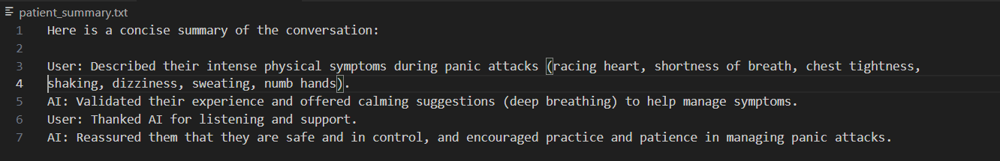 patient_summary.txt
1 Here is a concise summary of the conversation:
2
3 User: Described their intense physical symptoms during panic attacks (racing heart, shortness of breath, chest tightness,
4 shaking, dizziness, sweating, numb hands).
5 AI: Validated their experience and offered calming suggestions (deep breathing) to help manage symptoms.
6 User: Thanked AI for listening and support.
7 AI: Reassured them that they are safe and in control, and encouraged practice and patience in managing panic attacks.